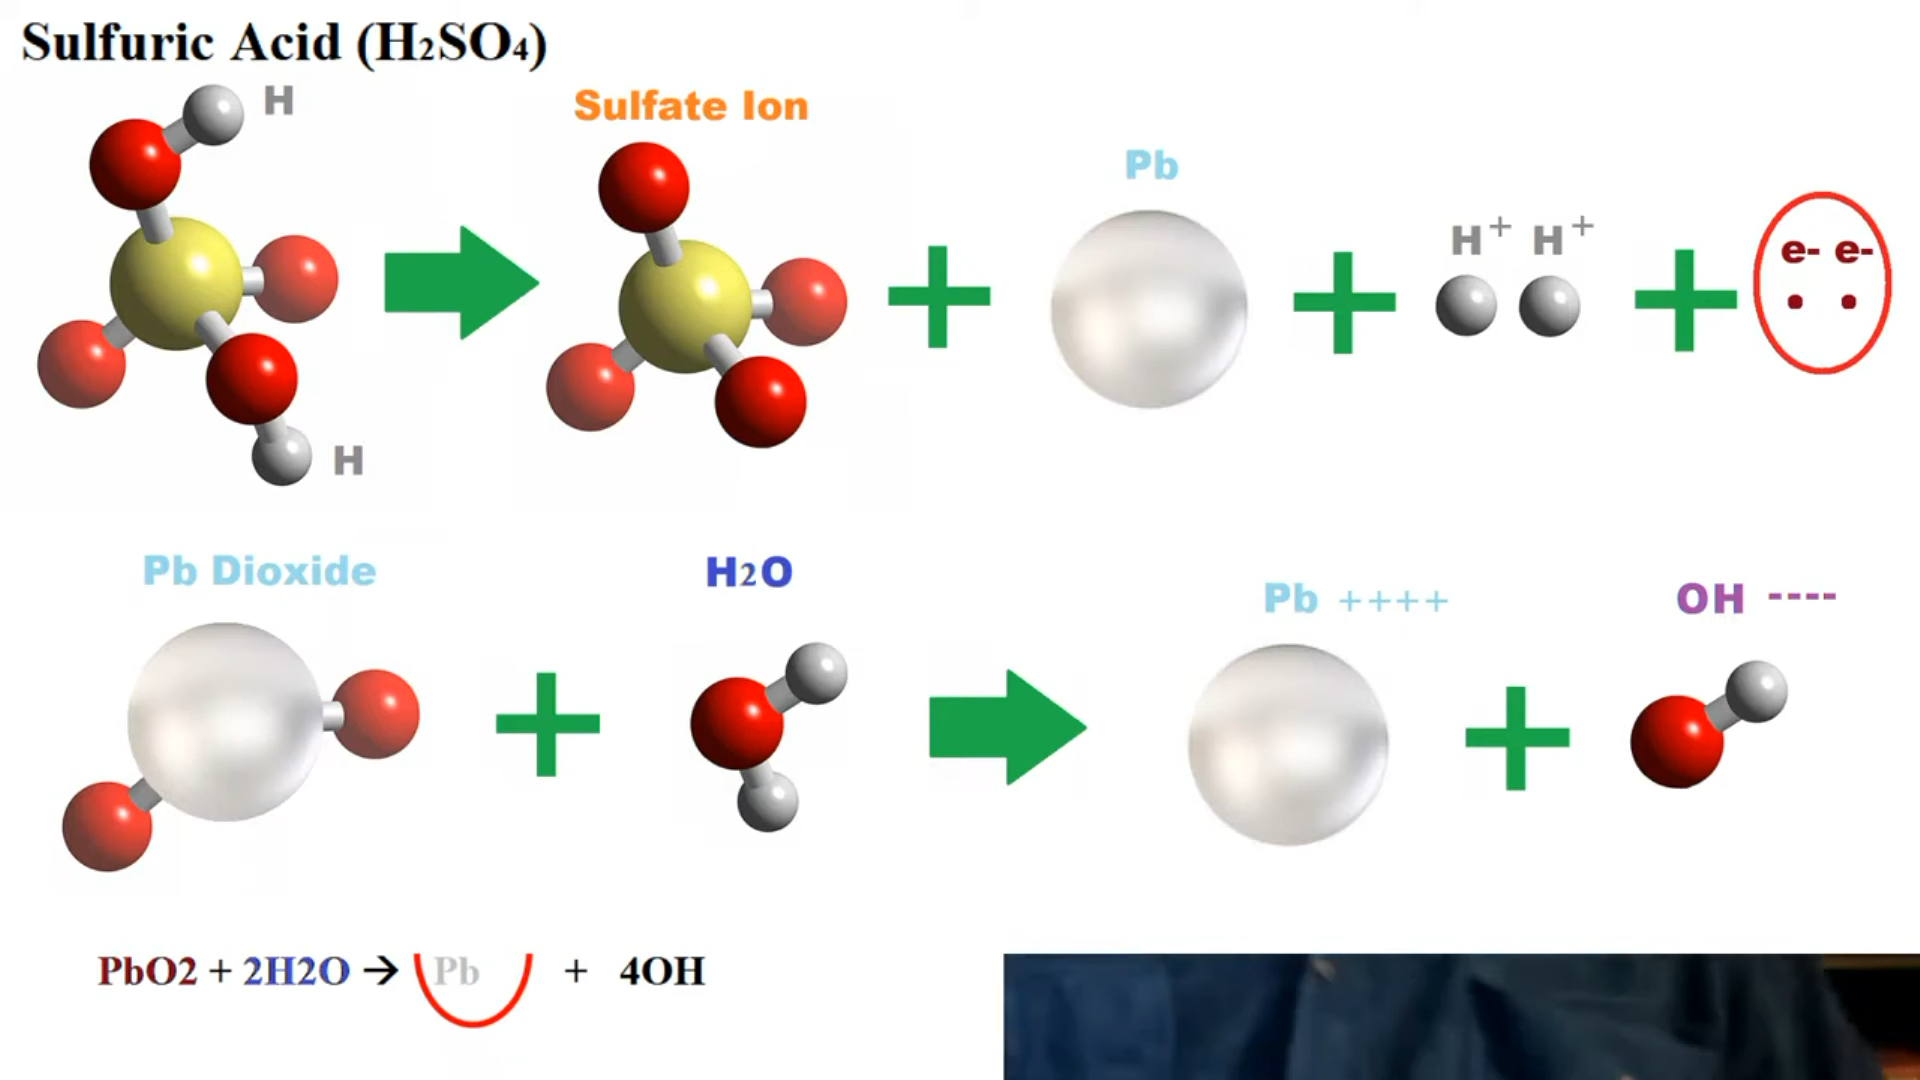 Sulfuric Acid (H2SO4)
H
Sulfate Ion
Pb
H+ H+
e- e-
H
Pb Dioxide
H2O
Pb ++++
OH ----
PbO2 + 2H2O → Pb + 4OH